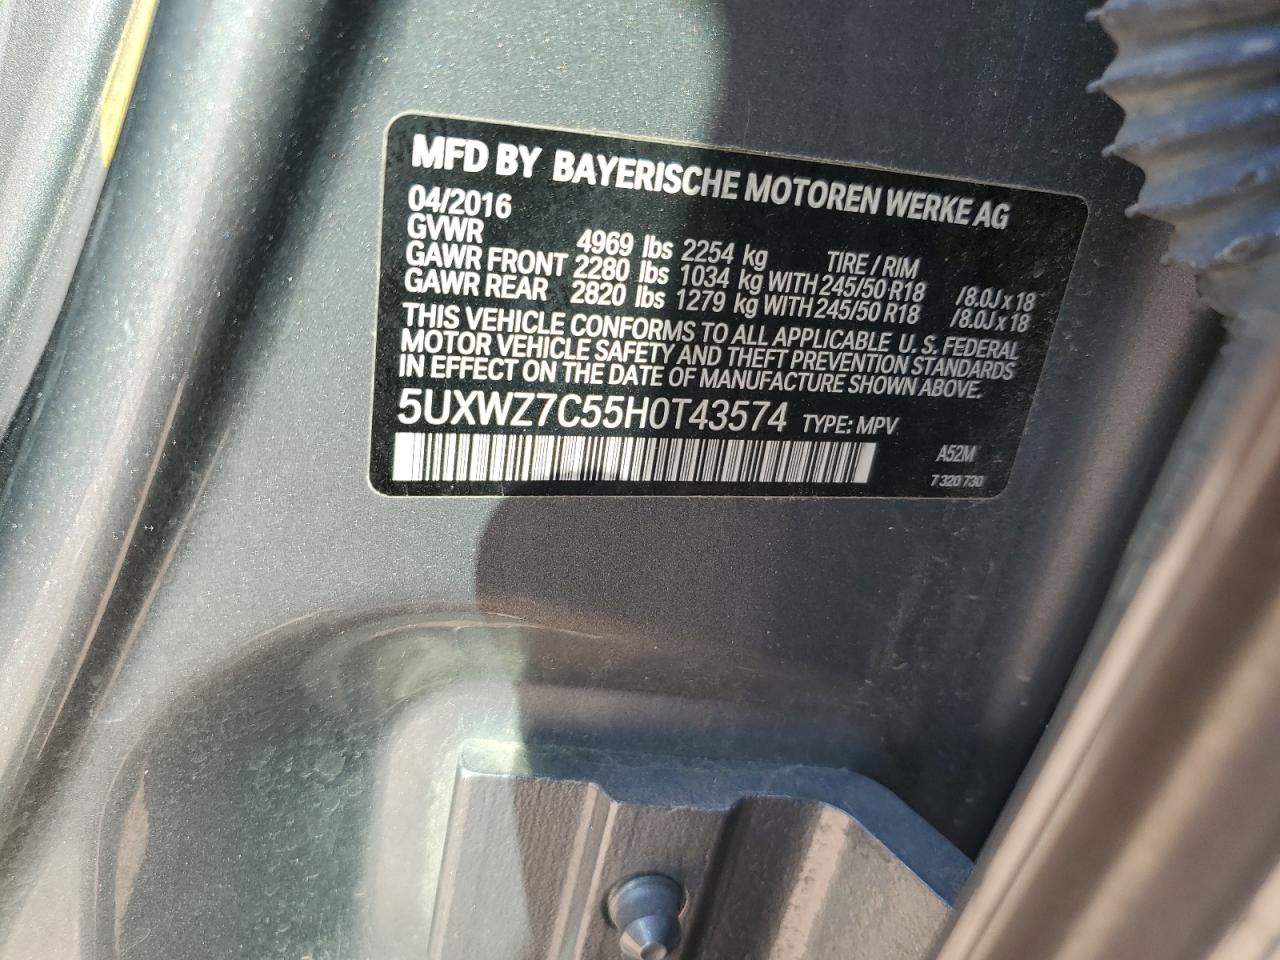 MFD BY BAYERISCHE MOTOREN WERKE AG
04/2016
GVWR 4969 lbs 2254 kg TIRE / RIM
GAWR FRONT 2280 lbs 1034 kg WITH 245/50 R18 /8.0J x 18
GAWR REAR 2820 lbs 1279 kg WITH 245/50 R18 /8.0J x 18
THIS VEHICLE CONFORMS TO ALL APPLICABLE U.S. FEDERAL
MOTOR VEHICLE SAFETY AND THEFT PREVENTION STANDARDS
IN EFFECT ON THE DATE OF MANUFACTURE SHOWN ABOVE.
5UXWZ7C55H0T43574 TYPE: MPV
A52M
7 320 730